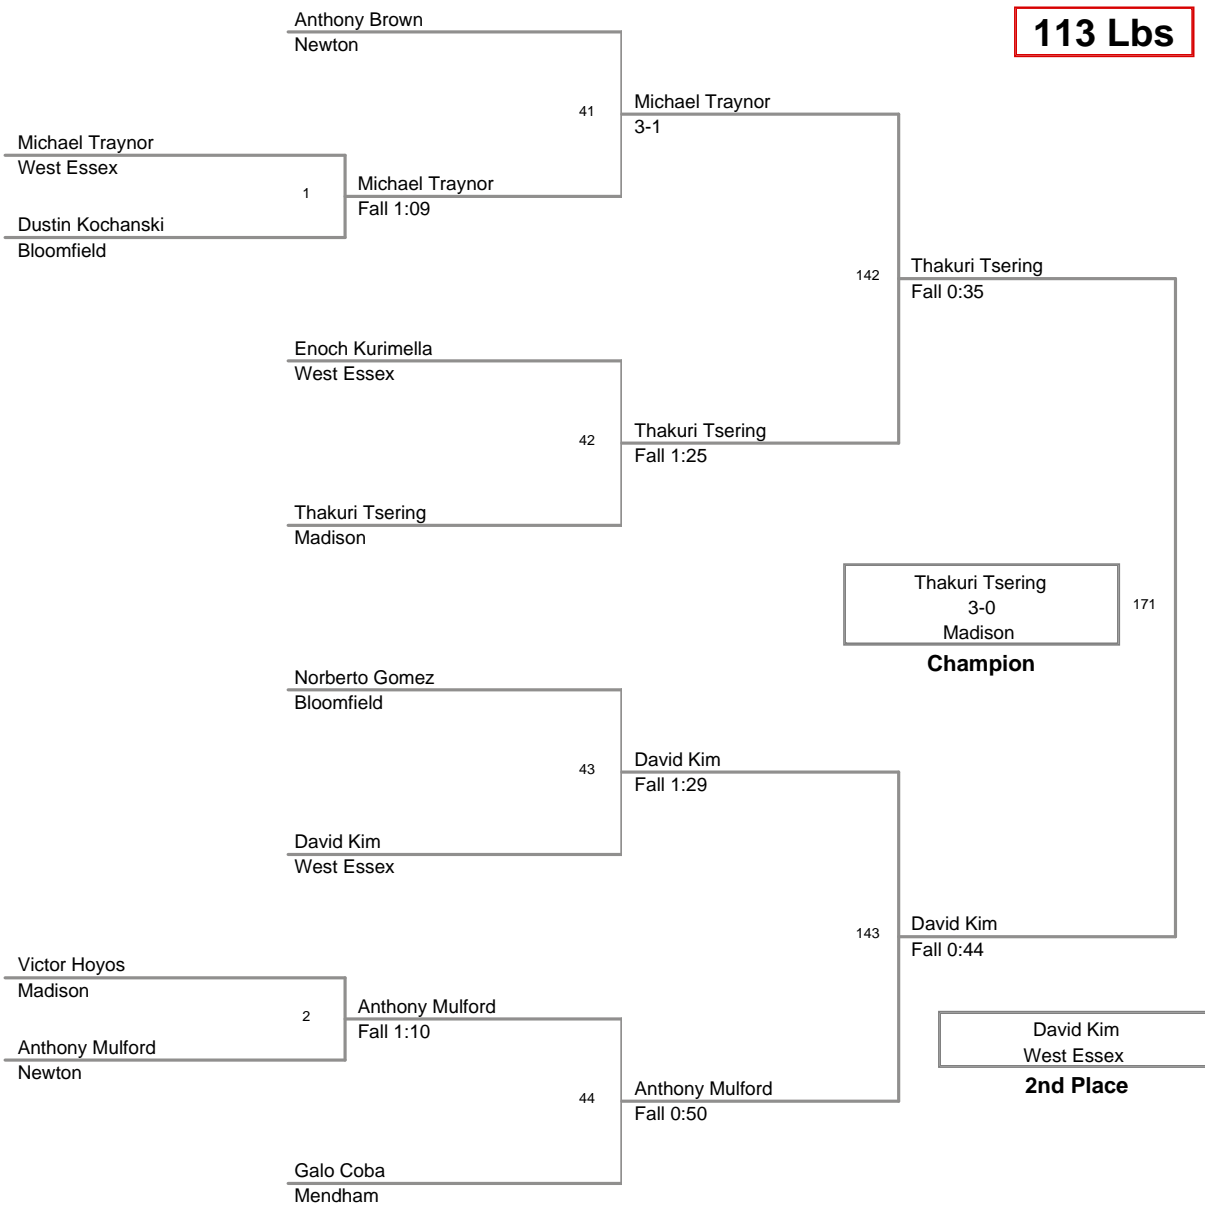 Anthony Brown
Newton
113 Lbs
41
Michael Traynor
3-1
Michael Traynor
West Essex
1
Michael Traynor
Fall 1:09
Dustin Kochanski
Bloomfield
142
Thakuri Tsering
Fall 0:35
Enoch Kurimella
West Essex
42
Thakuri Tsering
Fall 1:25
Thakuri Tsering
Madison
Thakuri Tsering
3-0
Madison
171
Champion
Norberto Gomez
Bloomfield
43
David Kim
Fall 1:29
David Kim
West Essex
143
David Kim
Fall 0:44
Victor Hoyos
Madison
2
Anthony Mulford
Fall 1:10
Anthony Mulford
Newton
David Kim
West Essex
2nd Place
44
Anthony Mulford
Fall 0:50
Galo Coba
Mendham